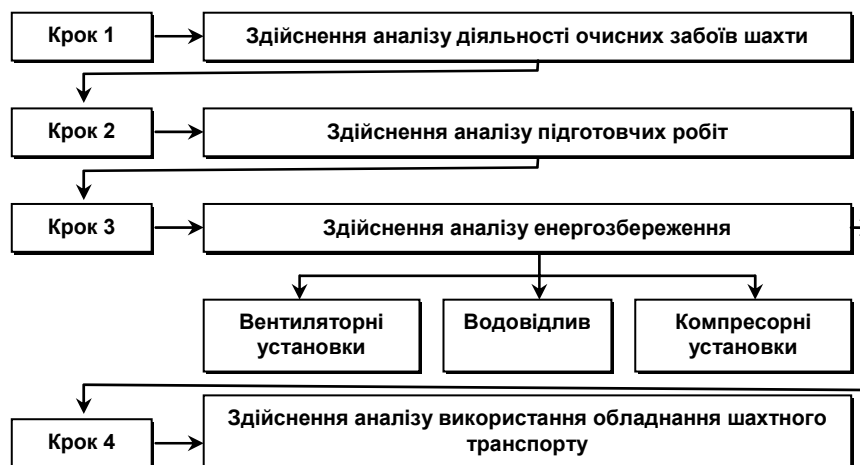 Крок 1
Здійснення аналізу діяльності очисних забоїв шахти
Крок 2
Здійснення аналізу підготовчих робіт
Крок 3
Здійснення аналізу енергозбереження
Вентиляторні
установки
Водовідлив
Компресорні
установки
Крок 4
Здійснення аналізу використання обладнання шахтного
транспорту